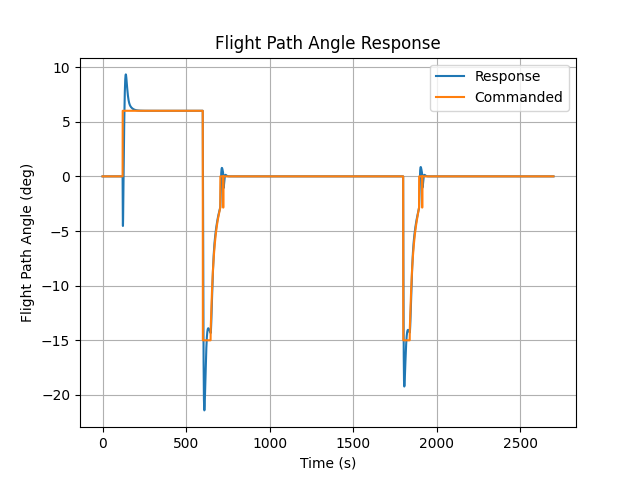 Flight Path Angle Response
Response
Commanded
Flight Path Angle (deg)
10
5
0
−5
−10
−15
−20
0 500 1000 1500 2000 2500
Time (s)